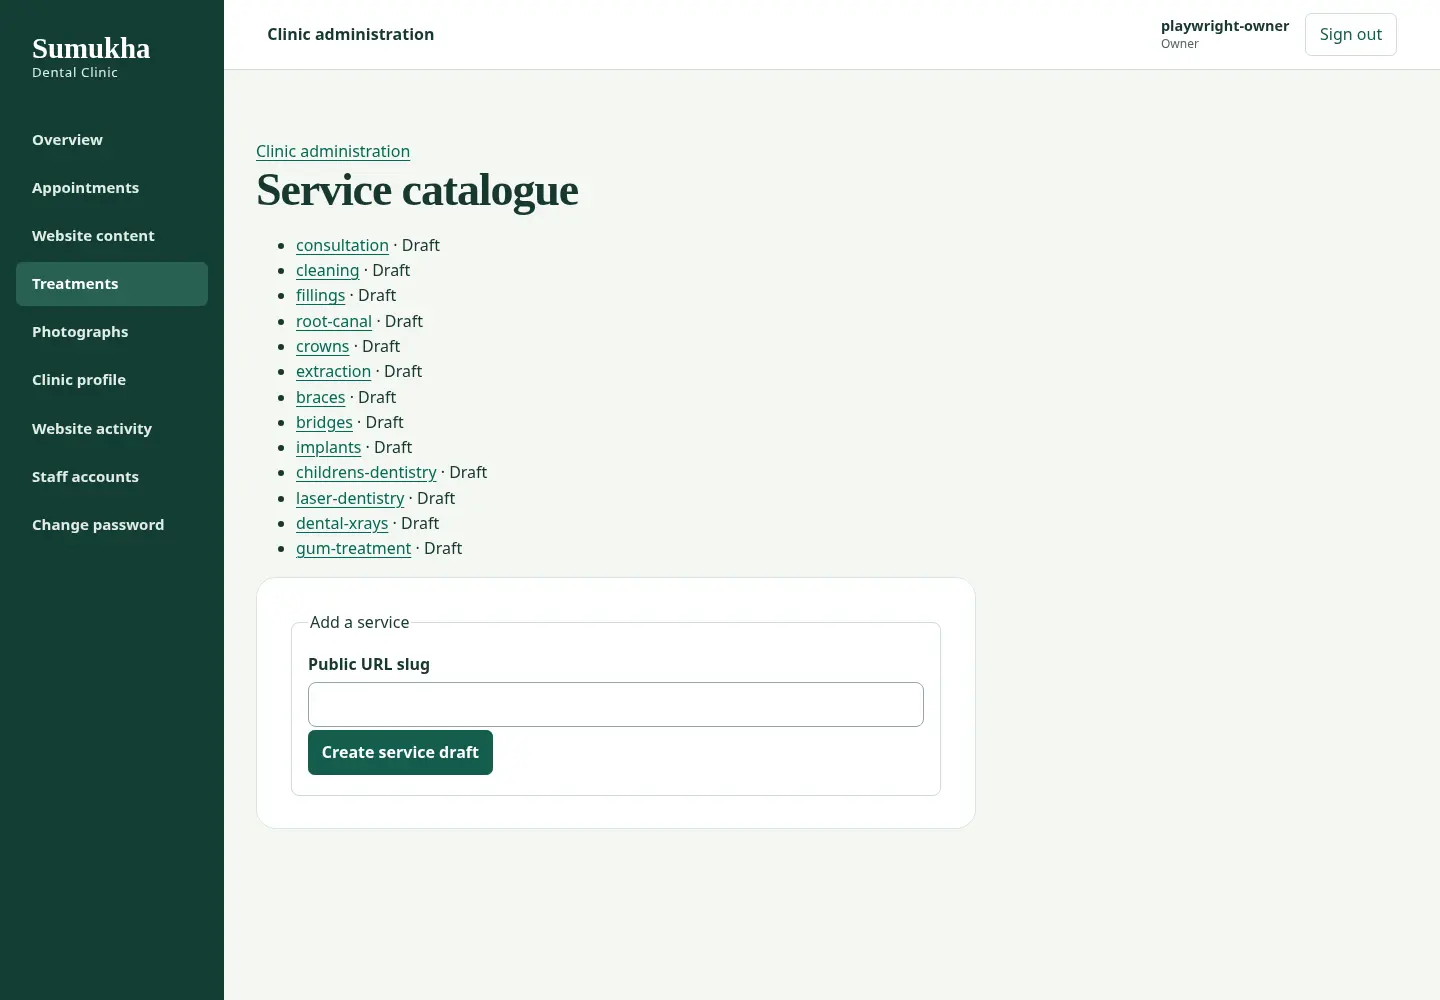 Sumukha
Dental Clinic
Overview
Appointments
Website content
Treatments
Photographs
Clinic profile
Website activity
Staff accounts
Change password
Clinic administration
playwright-owner
Owner
Sign out
Clinic administration
Service catalogue
consultation · Draft
cleaning · Draft
fillings · Draft
root-canal · Draft
crowns · Draft
extraction · Draft
braces · Draft
bridges · Draft
implants · Draft
childrens-dentistry · Draft
laser-dentistry · Draft
dental-xrays · Draft
gum-treatment · Draft
Add a service
Public URL slug
Create service draft